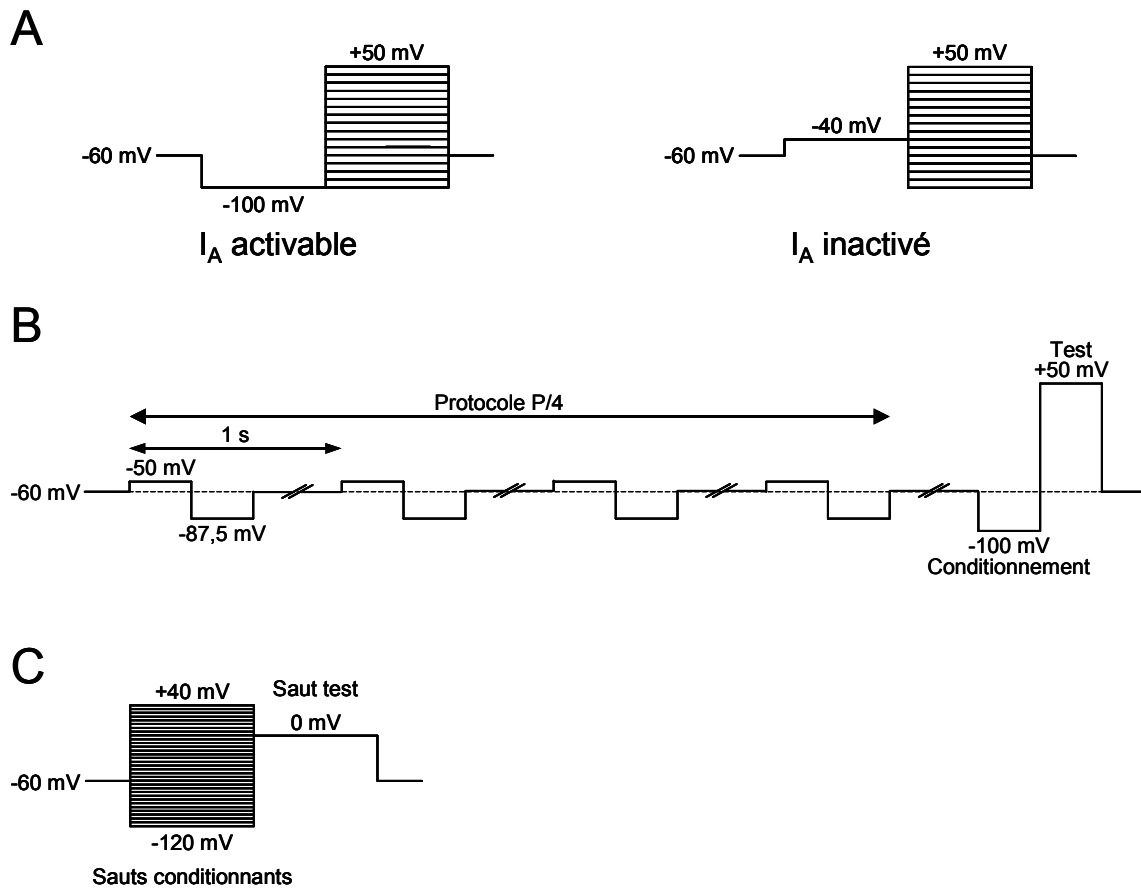 A
+50 mV
+50 mV
-40 mV
-60 mV
-60 mV
-100 mV
I_A activable
I_A inactivé
B
Test
+50 mV
Protocole P/4
1 s
-50 mV
-60 mV
-87,5 mV
-100 mV
Conditionnement
C
+40 mV
Saut test
0 mV
-60 mV
-120 mV
Sauts conditionnants